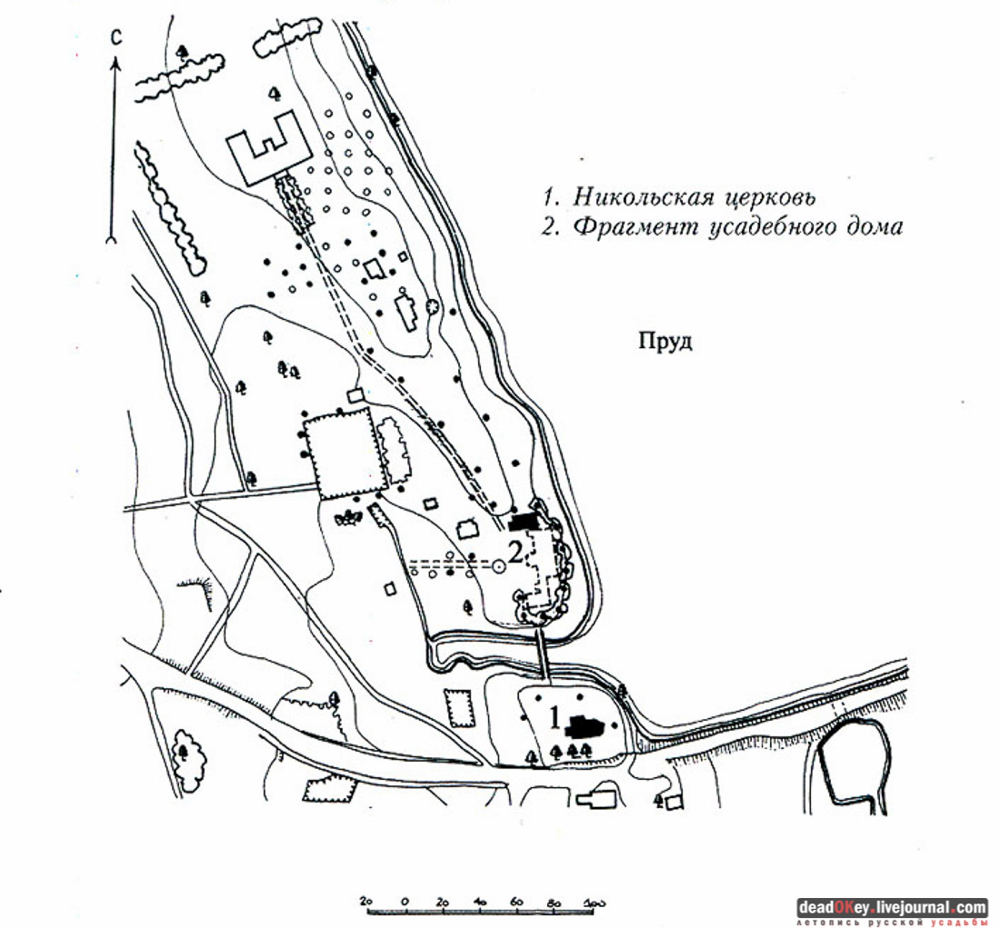 С
1. Никольская церковь
2. Фрагмент усадебного дома
Пруд
2
1
20 0 20 40 60 80 100
deadOKey.livejournal.com
летопись русской усадьбы